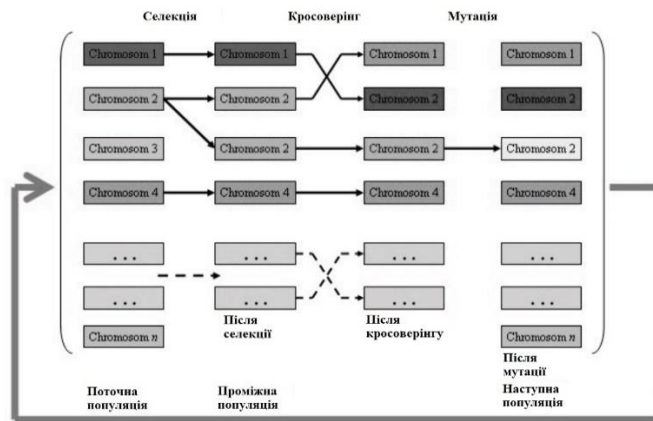 Селекція Кросоверінг Мутація
Chromosom 1 Chromosom 1 Chromosom 1 Chromosom 1
Chromosom 2 Chromosom 2 Chromosom 2 Chromosom 2
Chromosom 3 Chromosom 2 Chromosom 2 Chromosom 2
Chromosom 4 Chromosom 4 Chromosom 4 Chromosom 4
... ... ... ...
... ... ... ...
Chromosom n Chromosom n
Після
селекції
Після
кросоверінгу
Після
мутації
Поточна
популяція
Проміжна
популяція
Наступна
популяція